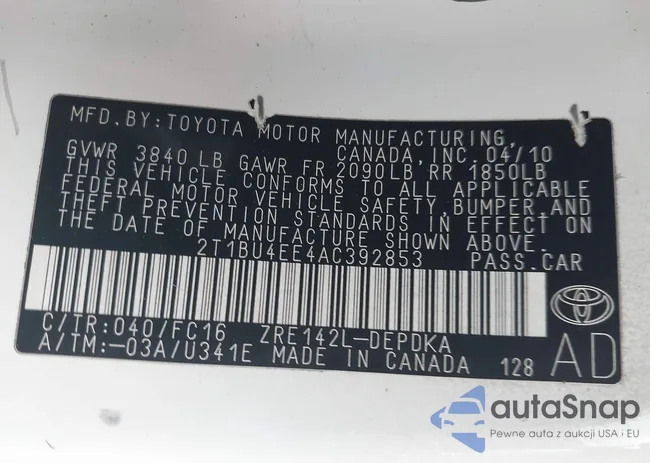 MFD. BY: TOYOTA MOTOR MANUFACTURING,
CANADA, INC. 04/10
GVWR 3840 LB GAWR FR 2090LB RR 1850LB
THIS VEHICLE CONFORMS TO ALL APPLICABLE
FEDERAL MOTOR VEHICLE SAFETY, BUMPER, AND
THEFT PREVENTION STANDARDS IN EFFECT ON
THE DATE OF MANUFACTURE SHOWN ABOVE.
2T1BU4EE4AC392853 PASS. CAR
C/TR: 040/FC16 ZRE142L-DEPDKA
A/TM: -03A/U341E MADE IN CANADA 128 AD
autaSnap
Pewne auta z aukcji USA i EU